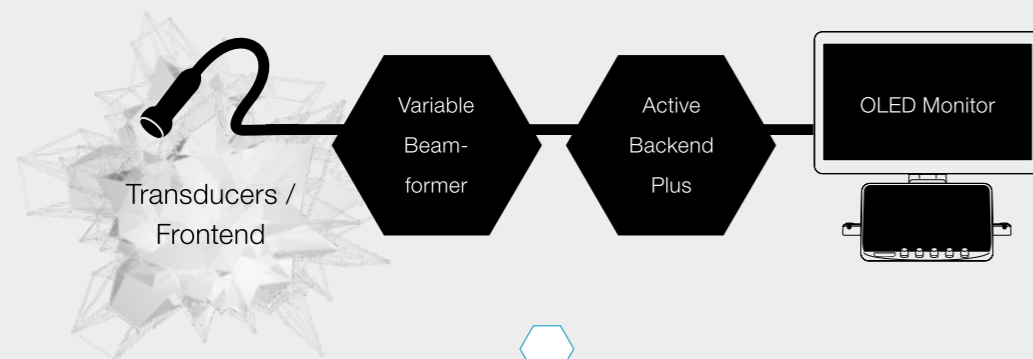 Transducers /
Frontend
Variable
Beam-
former
Active
Backend
Plus
OLED Monitor